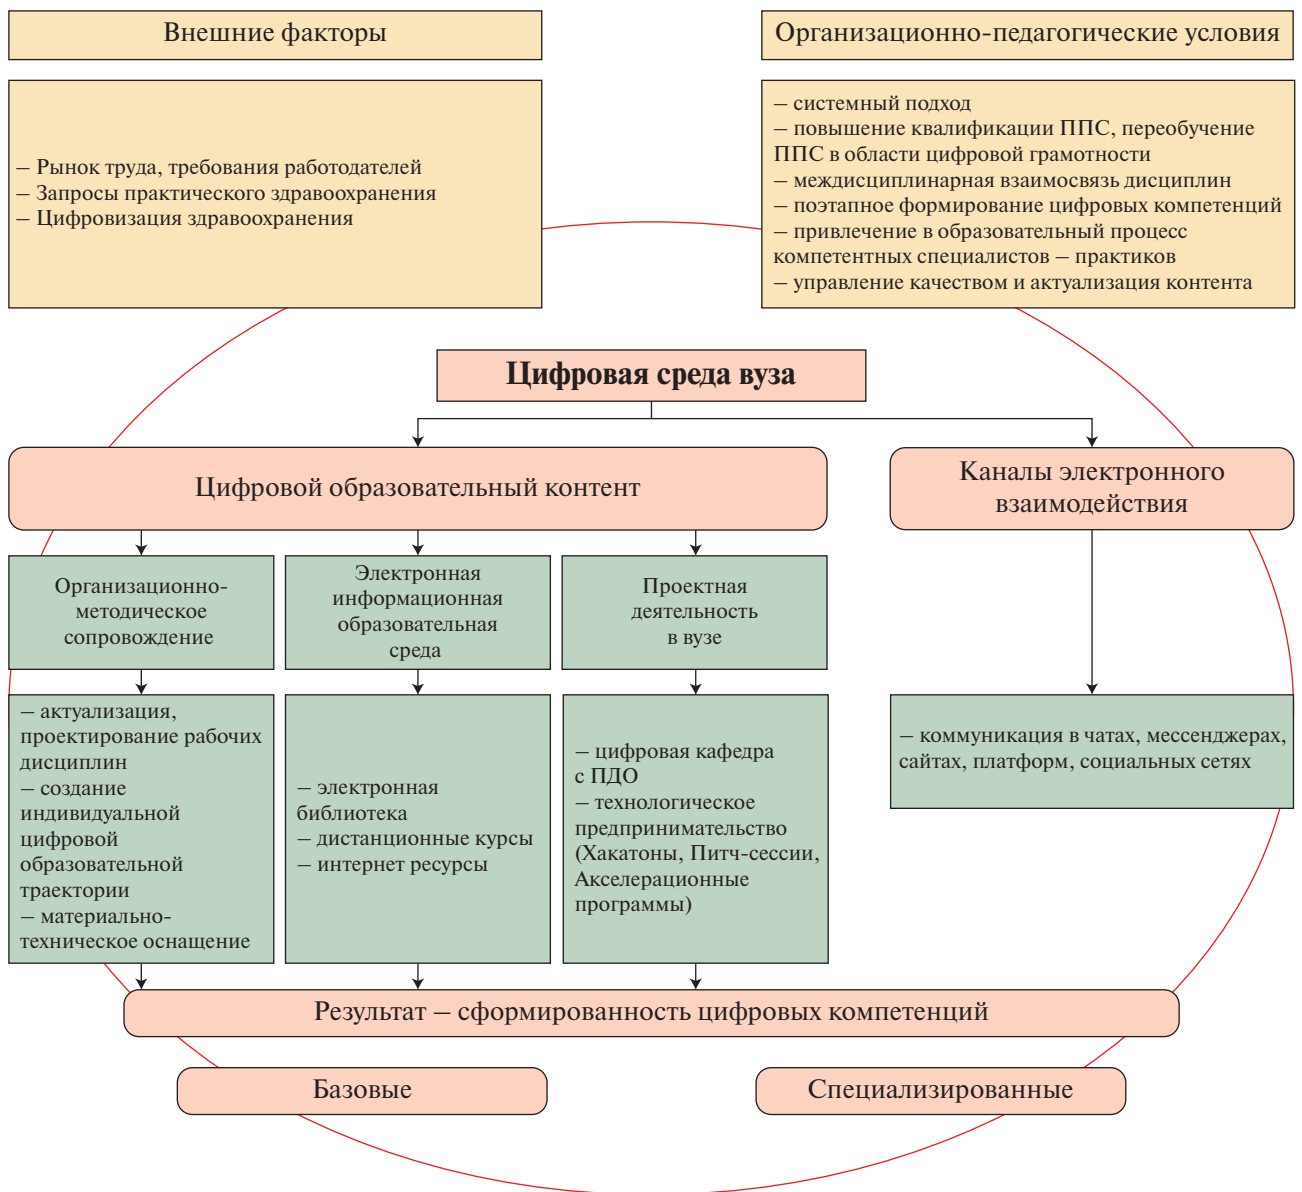 Внешние факторы
Организационно-педагогические условия
– Рынок труда, требования работодателей
– Запросы практического здравоохранения
– Цифровизация здравоохранения
– системный подход
– повышение квалификации ППС, переобучение
ППС в области цифровой грамотности
– междисциплинарная взаимосвязь дисциплин
– поэтапное формирование цифровых компетенций
– привлечение в образовательный процесс
компетентных специалистов – практиков
– управление качеством и актуализация контента
Цифровая среда вуза
Цифровой образовательный контент
Каналы электронного
взаимодействия
Организационно-
методическое
сопровождение
Электронная
информационная
образовательная
среда
Проектная
деятельность
в вузе
– актуализация,
проектирование рабочих
дисциплин
– создание
индивидуальной
цифровой
образовательной
траектории
– материально-
техническое оснащение
– электронная
библиотека
– дистанционные курсы
– интернет ресурсы
– цифровая кафедра
с ПДО
– технологическое
предпринимательство
(Хакатоны, Питч-сессии,
Акселерационные
программы)
– коммуникация в чатах, мессенджерах,
сайтах, платформ, социальных сетях
Результат – сформированность цифровых компетенций
Базовые
Специализированные